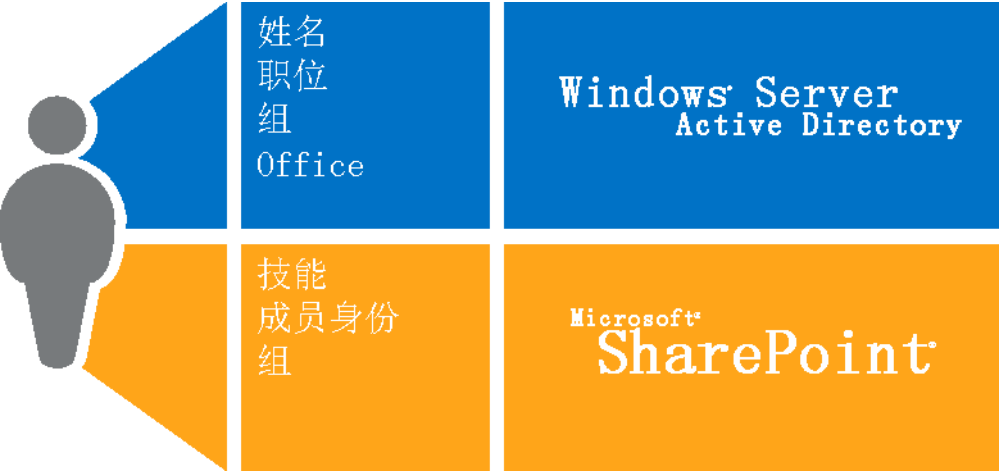 姓名
职位
组
Office
Windows Server
Active Directory
技能
成员身份
组
Microsoft®
SharePoint®